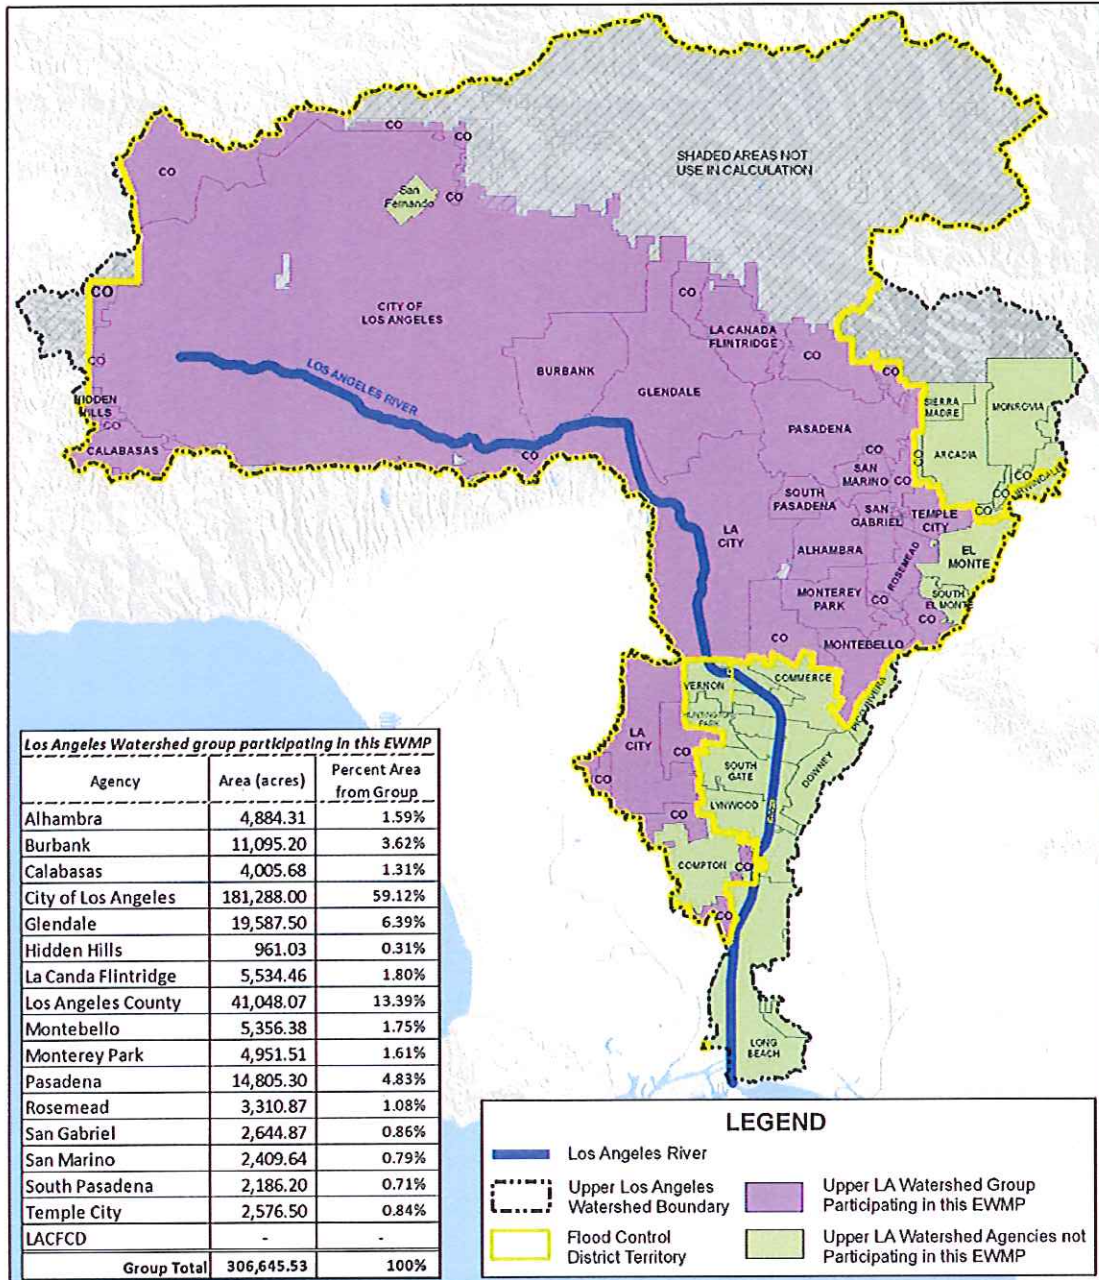 SHADED AREAS NOT
USE IN CALCULATION
CO
CO
CO
CO
San
Fernando
CO
CO
CITY OF
LOS ANGELES
LA CANADA
FLINTRIDGE
CO
CO
CO
BURBANK
GLENDALE
LOS ANGELES RIVER
HIDDEN
HILLS
CO
CALABASAS
CO
SIERRA
MADRE
MONROVIA
PASADENA
ARCADIA
CO
CO
SAN
MARINO
CO
CO
CO
CO
IRWINDALE
SOUTH
PASADENA
SAN
GABRIEL
TEMPLE
CITY
LA
CITY
ALHAMBRA
ROSEMEAD
EL
MONTE
MONTEREY
PARK
CO
SOUTH
EL MONTE
CO
CO
MONTEBELLO
COMMERCE
VERNON
PICO RIVERA
HUNTINGTON
PARK
LA
CITY
CO
CO
SOUTH
GATE
DOWNEY
LYNWOOD
CO
COMPTON
CO
CO
LONG
BEACH
Los Angeles Watershed group participating in this EWMP
Agency Area (acres) Percent Area from Group
Alhambra 4,884.31 1.59%
Burbank 11,095.20 3.62%
Calabasas 4,005.68 1.31%
City of Los Angeles 181,288.00 59.12%
Glendale 19,587.50 6.39%
Hidden Hills 961.03 0.31%
La Canda Flintridge 5,534.46 1.80%
Los Angeles County 41,048.07 13.39%
Montebello 5,356.38 1.75%
Monterey Park 4,951.51 1.61%
Pasadena 14,805.30 4.83%
Rosemead 3,310.87 1.08%
San Gabriel 2,644.87 0.86%
San Marino 2,409.64 0.79%
South Pasadena 2,186.20 0.71%
Temple City 2,576.50 0.84%
LACFCD - -
Group Total 306,645.53 100%
LEGEND
Los Angeles River
Upper Los Angeles
Watershed Boundary
Flood Control
District Territory
Upper LA Watershed Group
Participating in this EWMP
Upper LA Watershed Agencies not
Participating in this EWMP